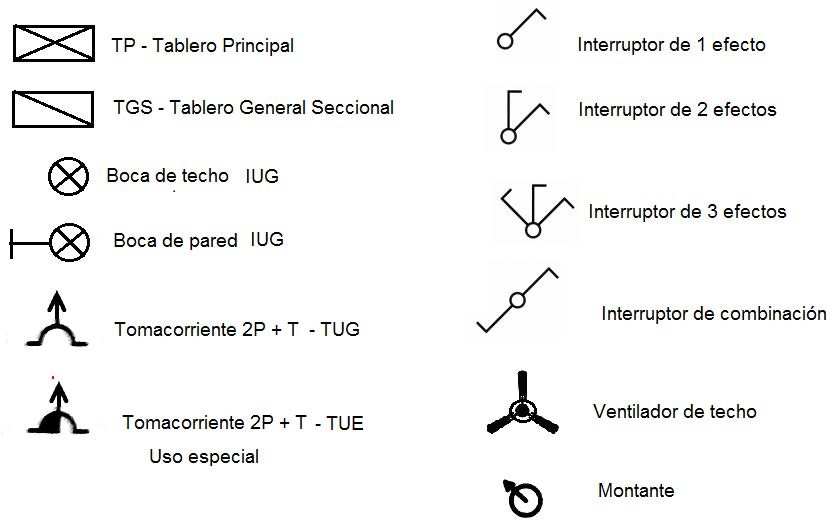 TP - Tablero Principal
TGS - Tablero General Seccional
Boca de techo IUG
Boca de pared IUG
Tomacorriente 2P + T - TUG
Tomacorriente 2P + T - TUE
Uso especial
Interruptor de 1 efecto
Interruptor de 2 efectos
Interruptor de 3 efectos
Interruptor de combinación
Ventilador de techo
Montante